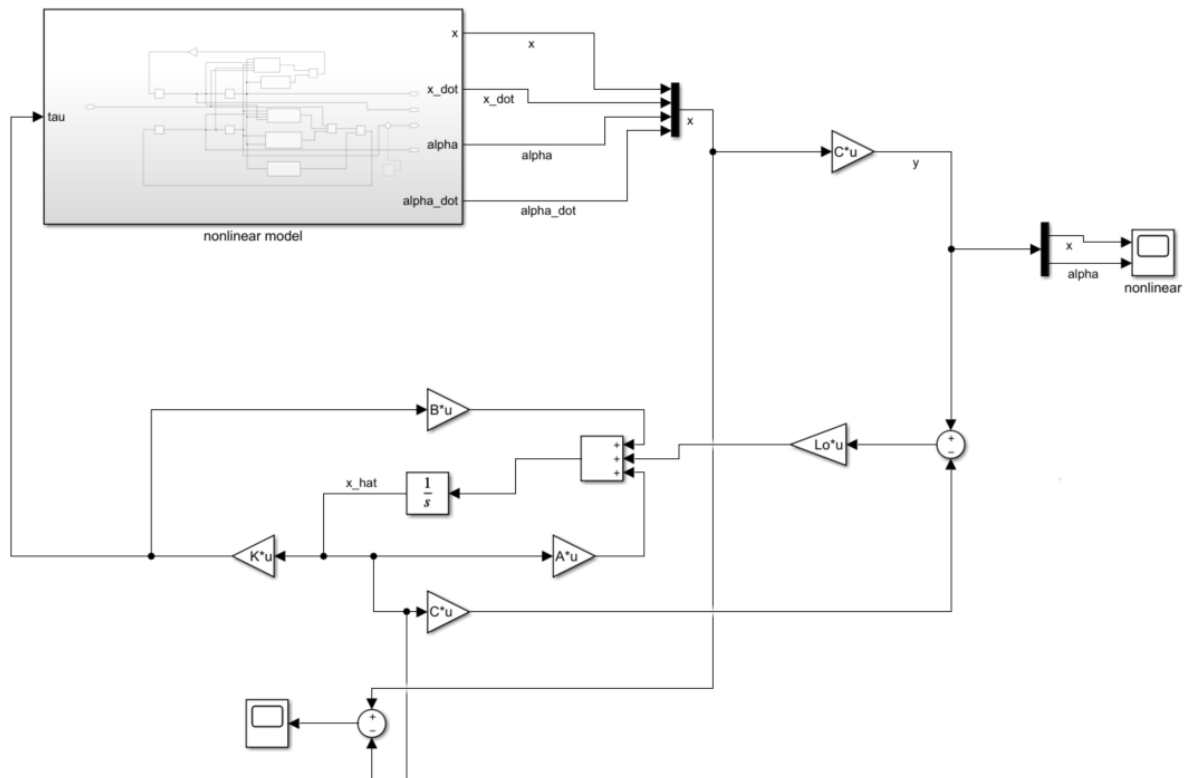 x
x
x_dot
x_dot
tau
x
alpha
alpha
C*u
y
alpha_dot
alpha_dot
nonlinear model
x
alpha
nonlinear
B*u
+
+
+
Lo*u
+
−
x_hat
1
s
K*u
A*u
C*u
+
−